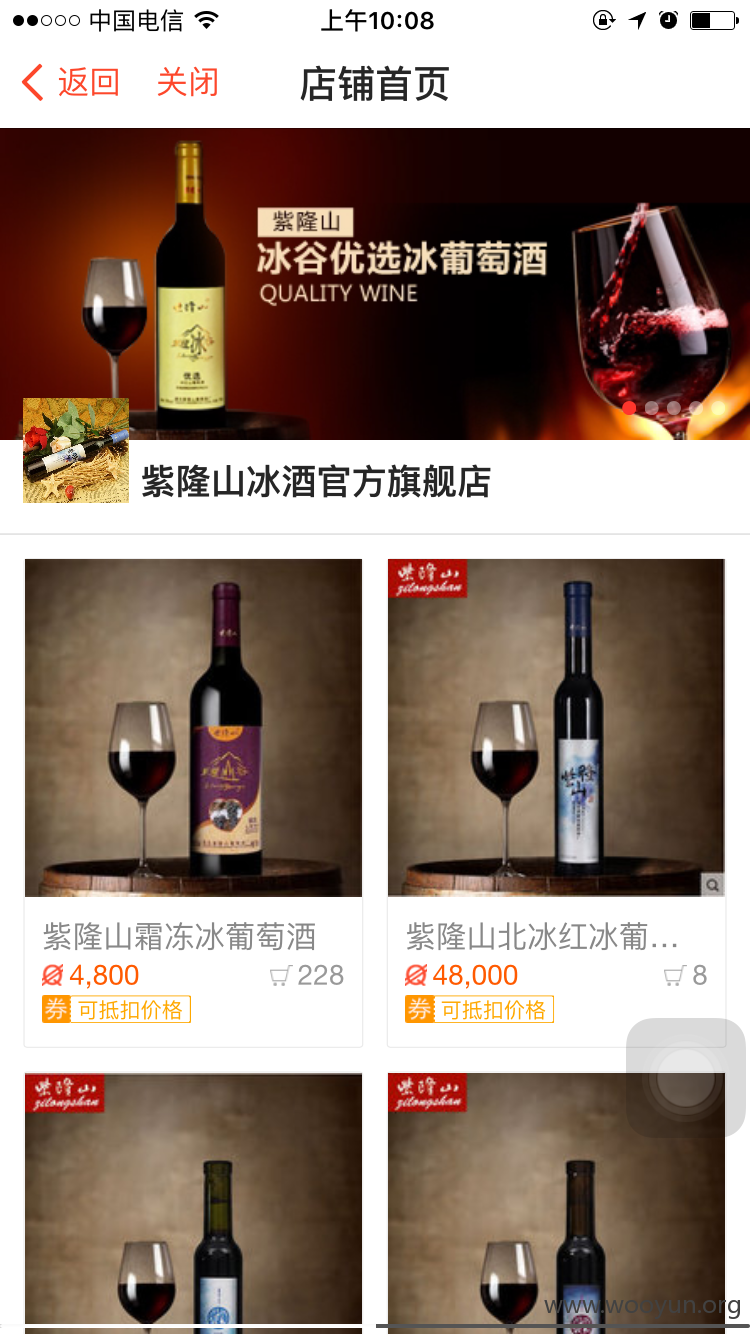 中国电信
上午10:08
返回 关闭 店铺首页
紫隆山
冰谷优选冰葡萄酒
QUALITY WINE
冰
优选
紫隆山冰酒官方旗舰店
紫隆山
zilongshan
紫隆山霜冻冰葡萄酒
4,800
228
券 可抵扣价格
紫隆山北冰红冰葡...
48,000
8
券 可抵扣价格
紫隆山
zilongshan
紫隆山
zilongshan
www.wooyun.org